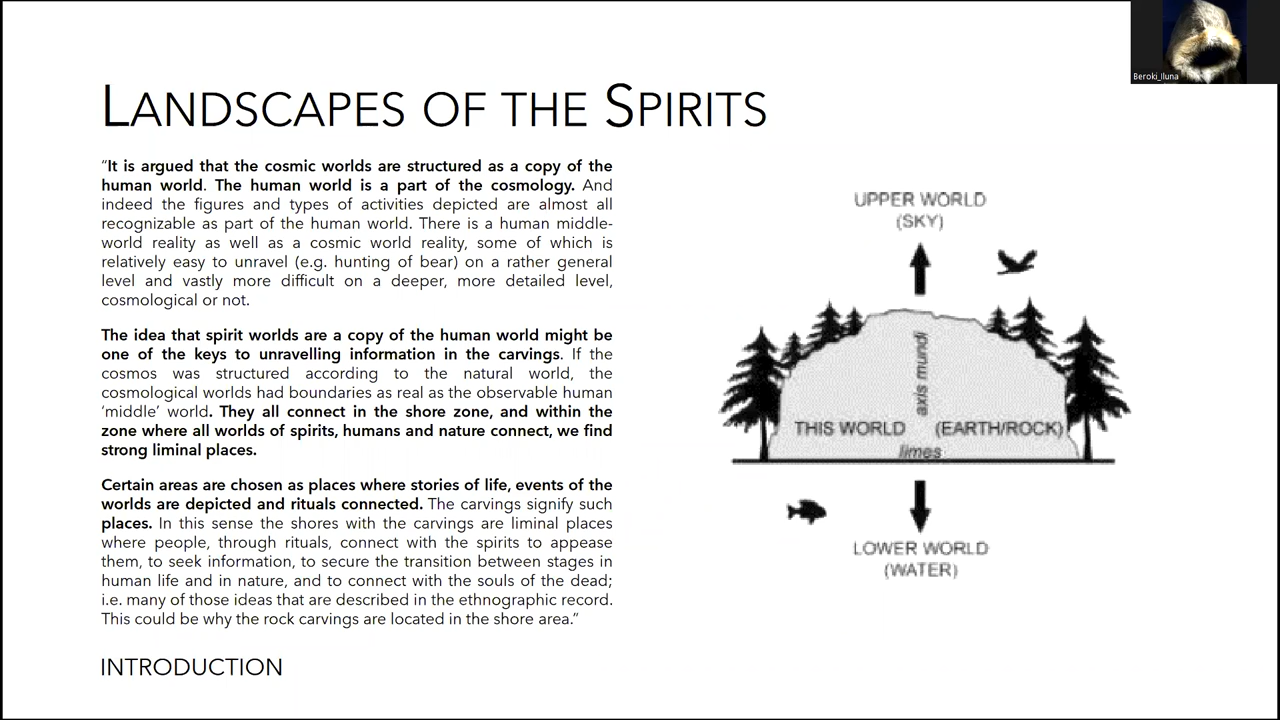 Beroki_Iluna
LANDSCAPES OF THE SPIRITS
“It is argued that the cosmic worlds are structured as a copy of the
human world. The human world is a part of the cosmology. And
indeed the figures and types of activities depicted are almost all
recognizable as part of the human world. There is a human middle-
world reality as well as a cosmic world reality, some of which is
relatively easy to unravel (e.g. hunting of bear) on a rather general
level and vastly more difficult on a deeper, more detailed level,
cosmological or not.
The idea that spirit worlds are a copy of the human world might be
one of the keys to unravelling information in the carvings. If the
cosmos was structured according to the natural world, the
cosmological worlds had boundaries as real as the observable human
‘middle’ world. They all connect in the shore zone, and within the
zone where all worlds of spirits, humans and nature connect, we find
strong liminal places.
Certain areas are chosen as places where stories of life, events of the
worlds are depicted and rituals connected. The carvings signify such
places. In this sense the shores with the carvings are liminal places
where people, through rituals, connect with the spirits to appease
them, to seek information, to secure the transition between stages in
human life and in nature, and to connect with the souls of the dead;
i.e. many of those ideas that are described in the ethnographic record.
This could be why the rock carvings are located in the shore area.”
INTRODUCTION
UPPER WORLD
(SKY)
axis mundi
THIS WORLD (EARTH/ROCK)
limes
LOWER WORLD
(WATER)